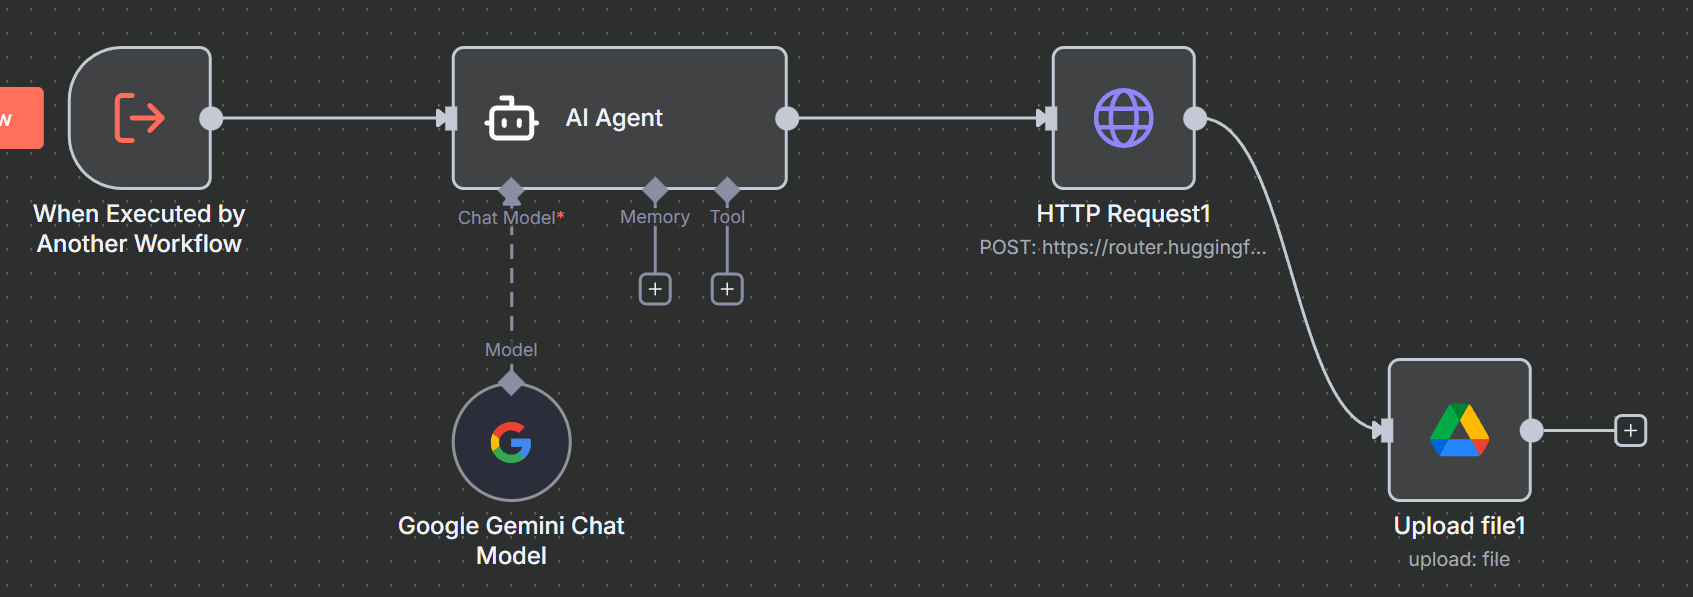 w
When Executed by
Another Workflow
AI Agent
Chat Model*
Memory
Tool
Model
Google Gemini Chat
Model
HTTP Request1
POST: https://router.huggingf...
Upload file1
upload: file